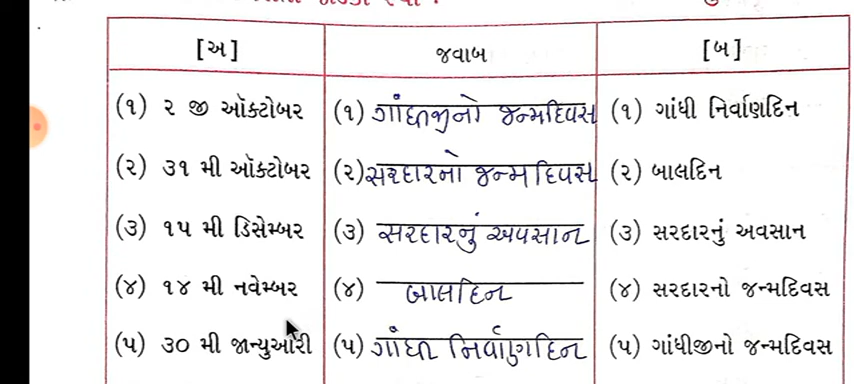 [અ] જવાબ [બ]
(૧) ૨ જી ઑક્ટોબર (૧) ગાંધીજીનો જન્મદિવસ (૧) ગાંધી નિર્વાણદિન
(૨) ૩૧ મી ઑક્ટોબર (૨) સરદારનો જન્મદિવસ (૨) બાલદિન
(૩) ૧૫ મી ડિસેમ્બર (૩) સરદારનું અવસાન (૩) સરદારનું અવસાન
(૪) ૧૪ મી નવેમ્બર (૪) બાલદિન (૪) સરદારનો જન્મદિવસ
(૫) ૩૦ મી જાન્યુઆરી (૫) ગાંધી નિર્વાણદિન (૫) ગાંધીજીનો જન્મદિવસ